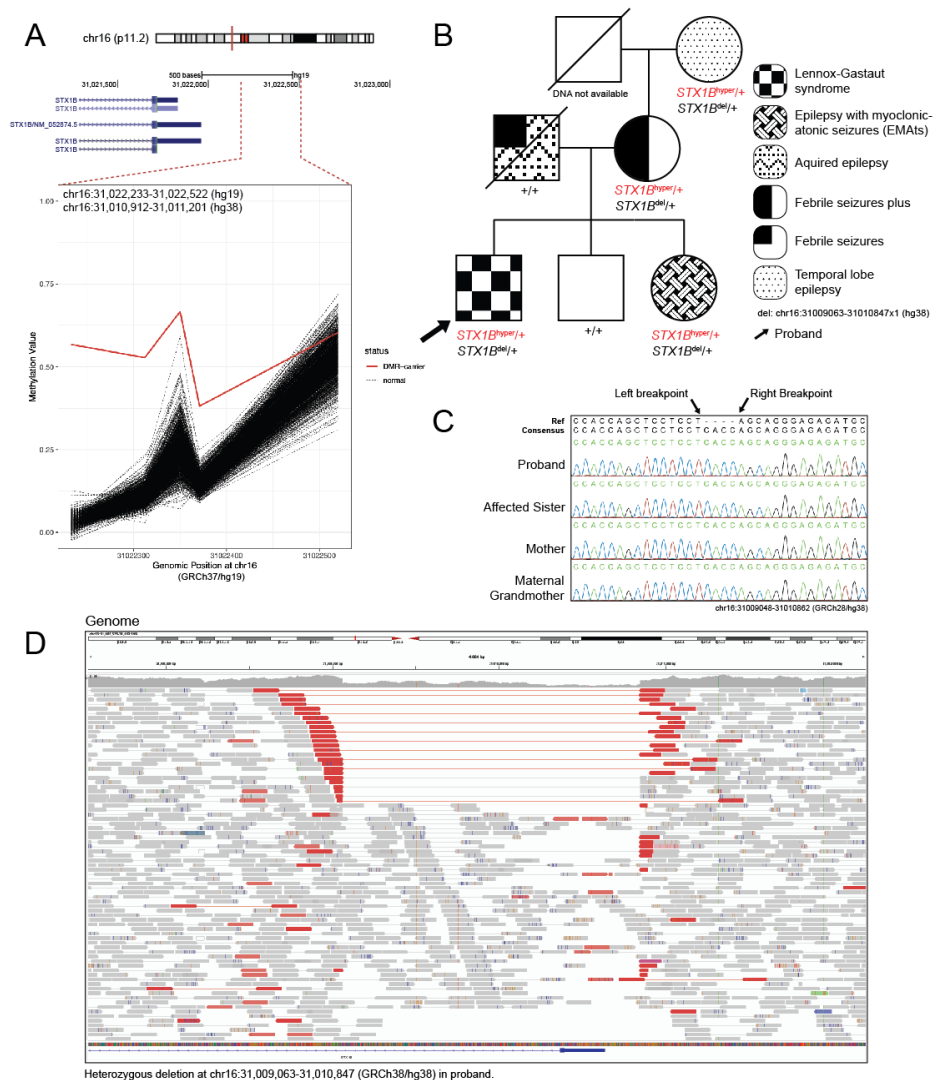 A
chr16 (p11.2)
500 bases
hg19
31,021,500
31,022,000
31,022,500
31,023,000
STX1B
STX1B
STX1B/NM_052874.5
STX1B
STX1B
chr16:31,022,233-31,022,522 (hg19)
chr16:31,010,912-31,011,201 (hg38)
1.00
0.75
0.50
0.25
0.00
Methylation Value
status
DMR-carrier
normal
31022300
31022400
31022500
Genomic Position at chr16
(GRCh37/hg19)
B
DNA not available
STX1Bhyper/+
STX1Bdel/+
+/+
STX1Bhyper/+
STX1Bdel/+
STX1Bhyper/+
STX1Bdel/+
+/+
STX1Bhyper/+
STX1Bdel/+
Lennox-Gastaut
syndrome
Epilepsy with myoclonic-
atonic seizures (EMAts)
Aquired epilepsy
Febrile seizures plus
Febrile seizures
Temporal lobe
epilepsy
del: chr16:31009063-31010847x1 (hg38)
Proband
C
Left breakpoint
Right Breakpoint
Ref
CCACCAGCTCCTCCT----AGCAGGGAGAGATGC
Consensus
CCACCAGCTCCTCCTCACCAGCAGGGAGAGATGC
CCACCAGCTCCTCCTCACCAGCAGGGAGAGATGC
Proband
CCACCAGCTCCTCCTCACCAGCAGGGAGAGATGC
Affected Sister
CCACCAGCTCCTCCTCACCAGCAGGGAGAGATGC
Mother
CCACCAGCTCCTCCTCACCAGCAGGGAGAGATGC
Maternal
Grandmother
chr16:31009048-31010862 (GRCh28/hg38)
D
Genome
Heterozygous deletion at chr16:31,009,063-31,010,847 (GRCh38/hg38) in proband.